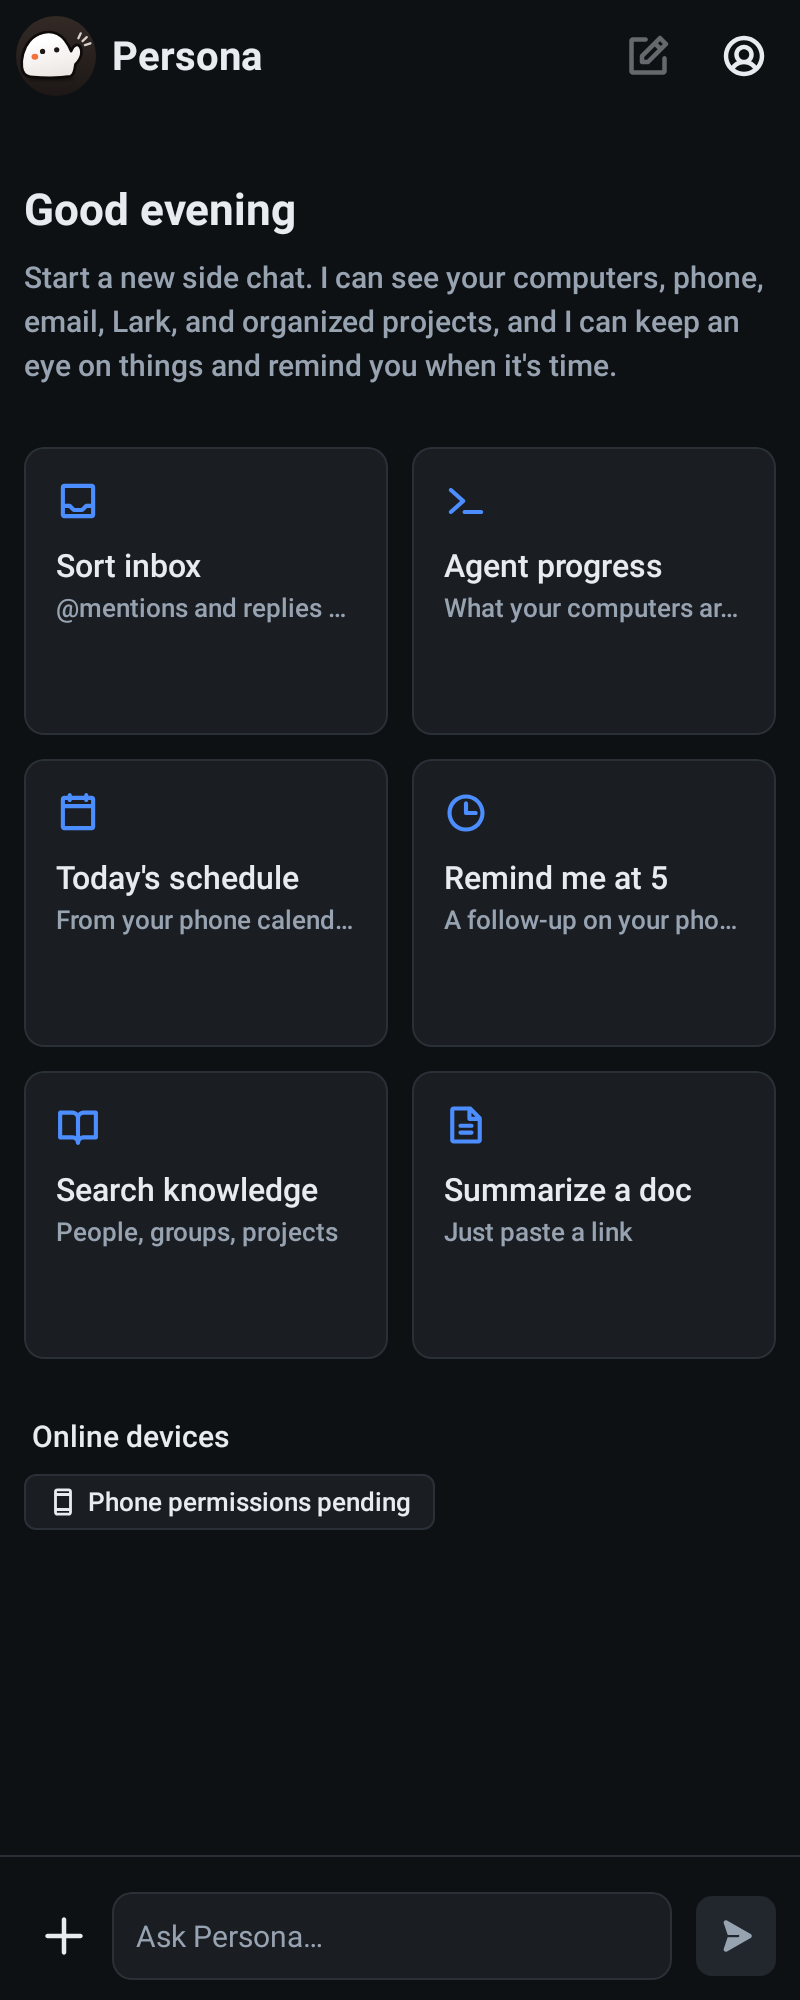 Persona
Good evening
Start a new side chat. I can see your computers, phone,
email, Lark, and organized projects, and I can keep an
eye on things and remind you when it's time.
Sort inbox
@mentions and replies ...
Agent progress
What your computers ar...
Today's schedule
From your phone calend...
Remind me at 5
A follow-up on your pho...
Search knowledge
People, groups, projects
Summarize a doc
Just paste a link
Online devices
Phone permissions pending
Ask Persona...